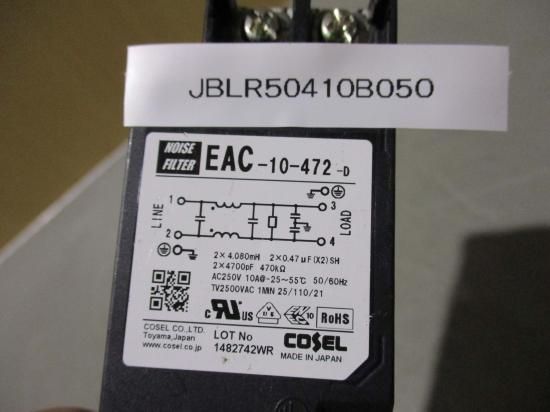 JBLR50410B050
NOISE FILTER EAC-10-472-D
1 3
LINE LOAD
2 4
2×4.080mH 2×0.47μF(X2)SH
2×4700pF 470kΩ
AC250V 10A@-25~55℃ 50/60Hz
TV2500VAC 1MIN 25/110/21
c RU US 10 RoHS
COSEL CO.,LTD.
Toyama,Japan
www.cosel.co.jp
LOT No
1482742WR
COSEL
MADE IN JAPAN